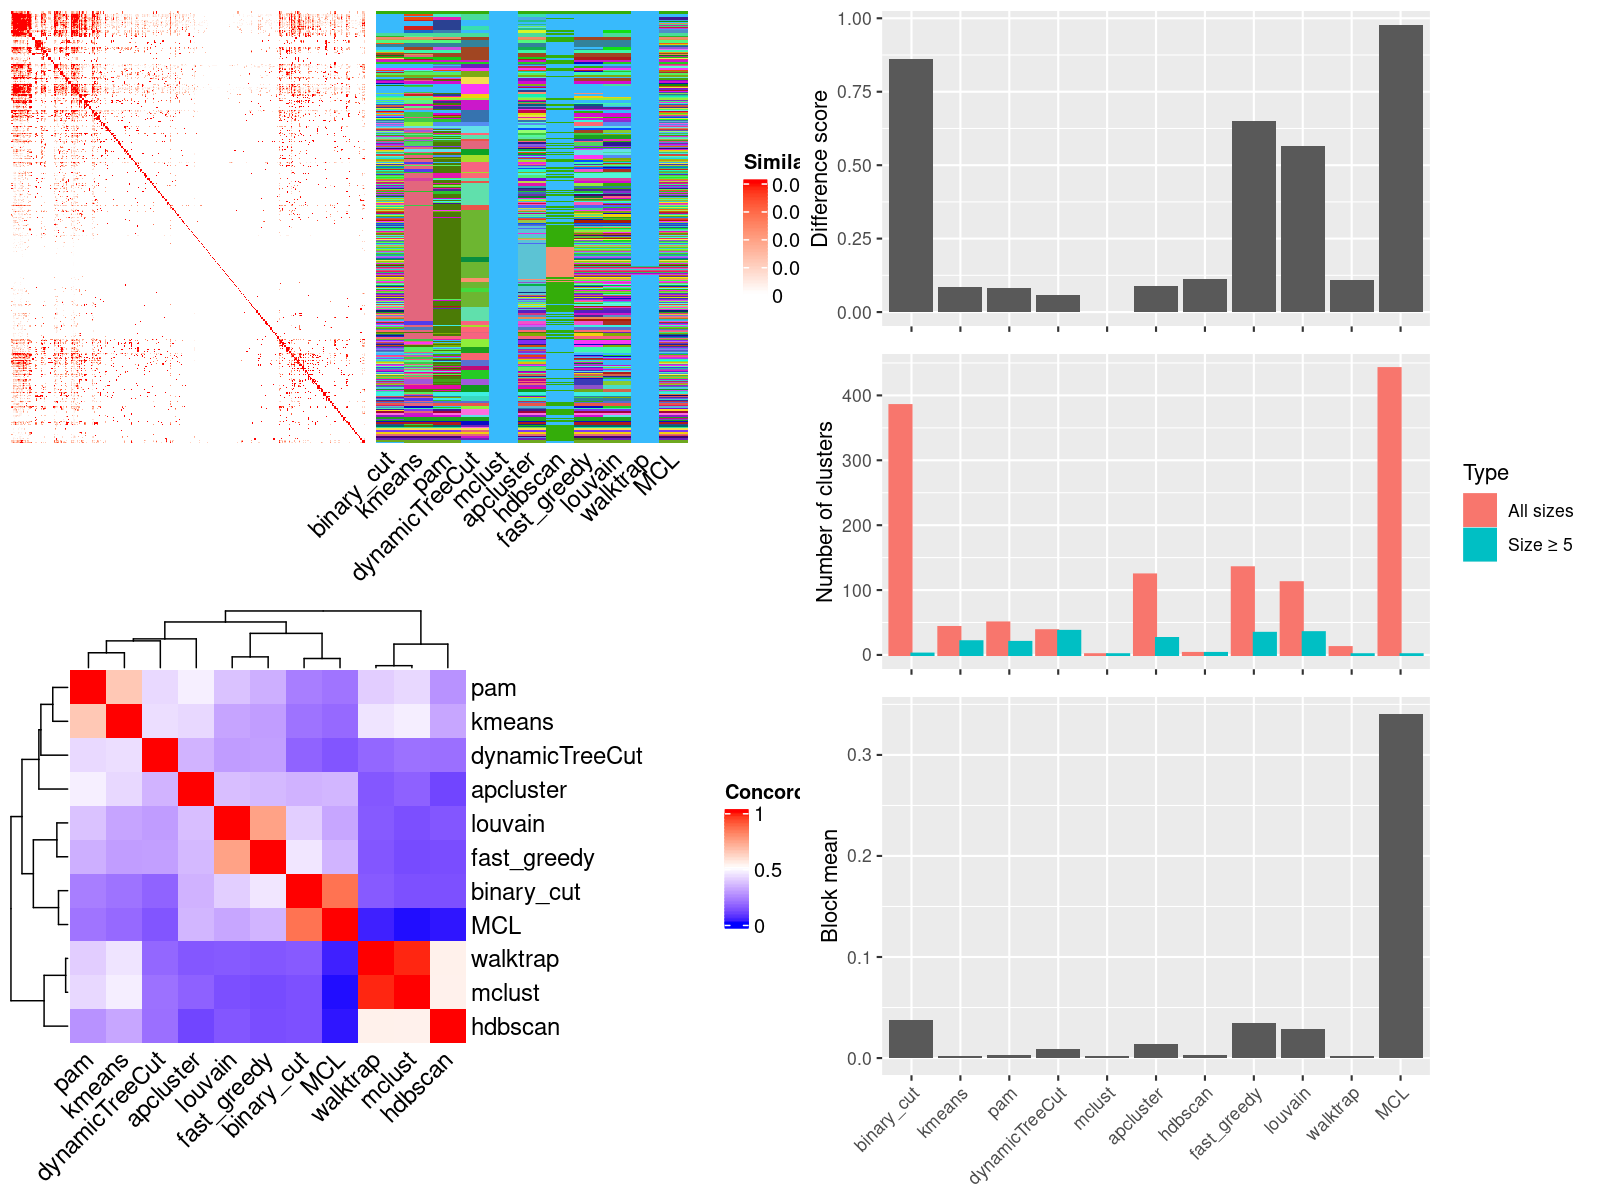 Simila
0.0
0.0
0.0
0.0
0
binary_cut
kmeans
pam
dynamicTreeCut
mclust
apcluster
hdbscan
fast_greedy
louvain
walktrap
MCL
pam
kmeans
dynamicTreeCut
apcluster
louvain
fast_greedy
binary_cut
MCL
walktrap
mclust
hdbscan
pam
kmeans
dynamicTreeCut
apcluster
louvain
fast_greedy
binary_cut
MCL
walktrap
mclust
hdbscan
Concord
1
0.5
0
Difference score
1.00
0.75
0.50
0.25
0.00
Number of clusters
400
300
200
100
0
Type
All sizes
Size ≥ 5
Block mean
0.3
0.2
0.1
0.0
binary_cut
kmeans
pam
dynamicTreeCut
mclust
apcluster
hdbscan
fast_greedy
louvain
walktrap
MCL